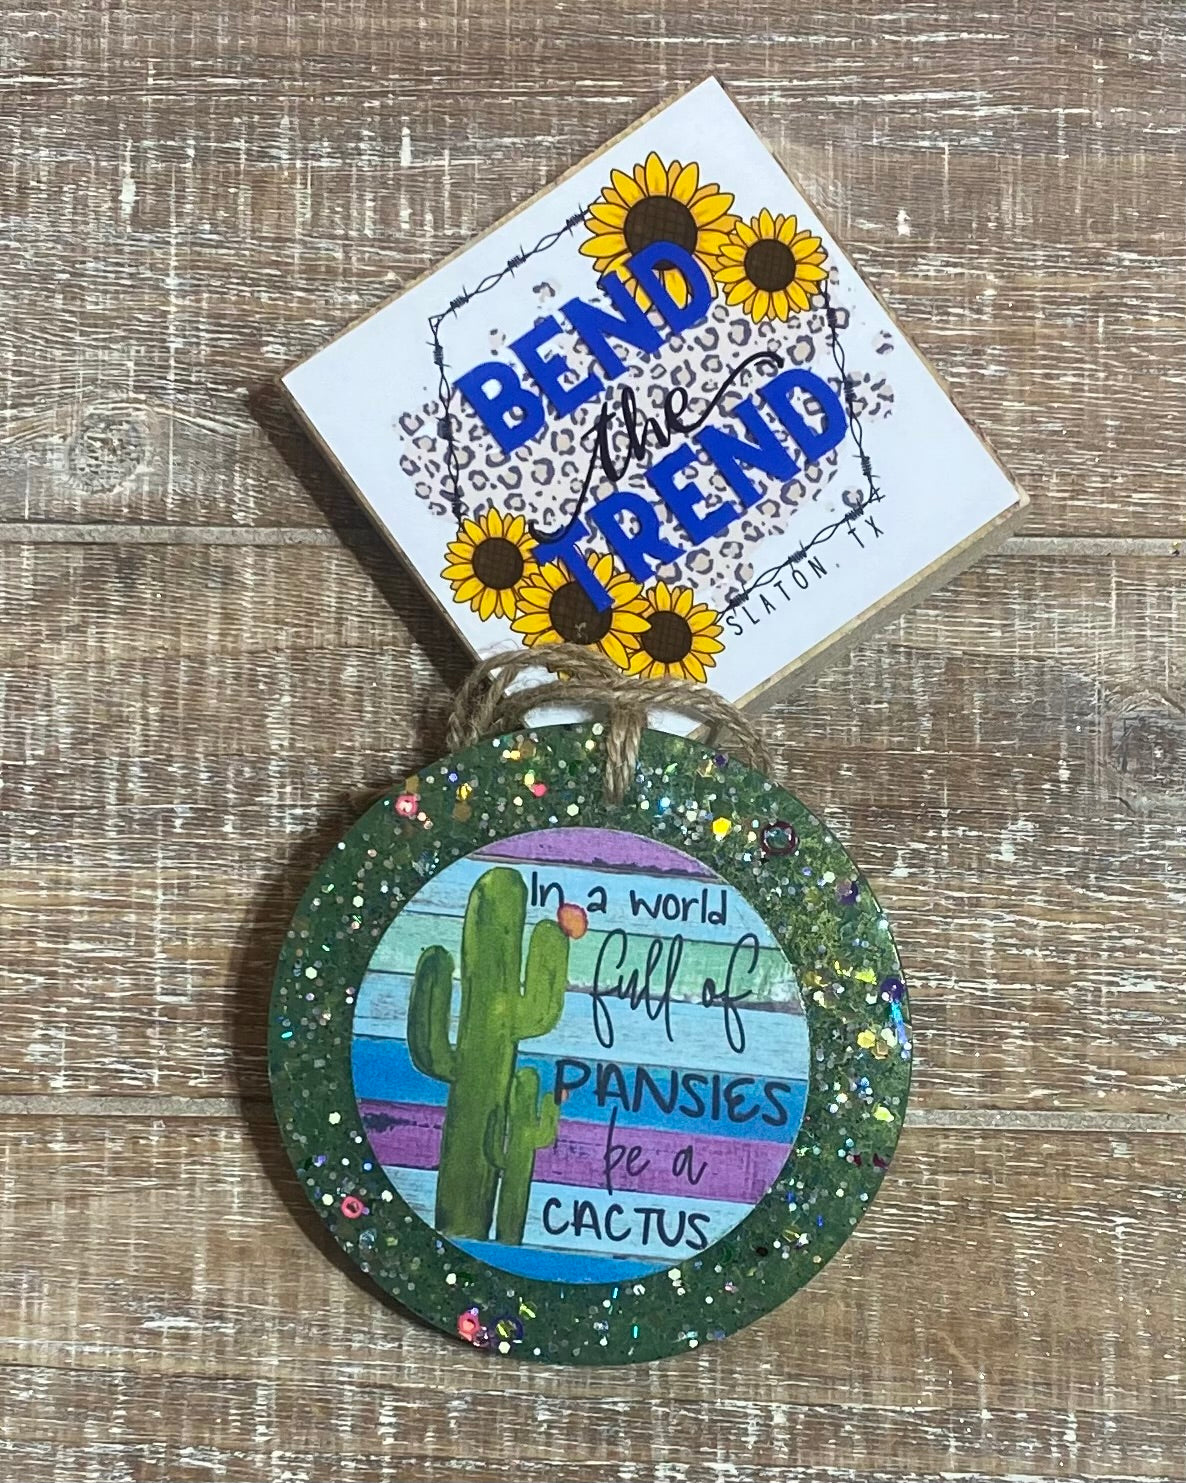 BEND
the
TREND
SLATON, TX
In a world
full of
PANSIES
be a
CACTUS